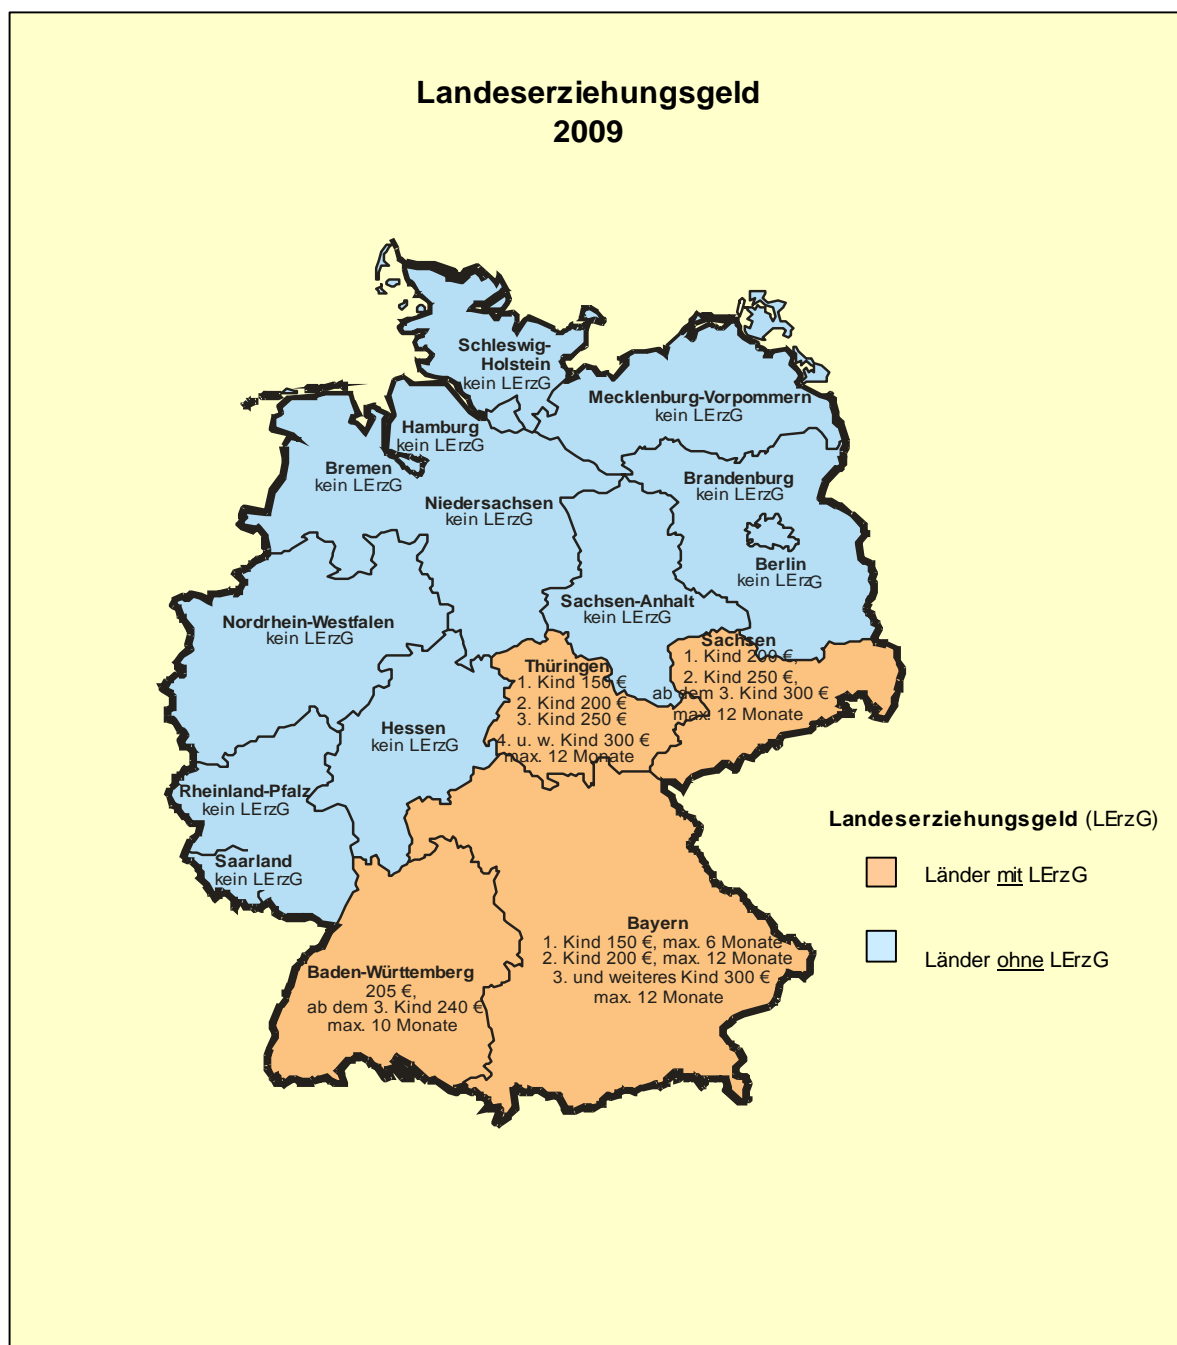 Landeserziehungsgeld
2009
Schleswig-
Holstein
kein LErzG
Mecklenburg-Vorpommern
kein LErzG
Hamburg
kein LErzG
Bremen
kein LErzG
Niedersachsen
kein LErzG
Brandenburg
kein LErzG
Berlin
kein LErzG
Sachsen-Anhalt
kein LErzG
Nordrhein-Westfalen
kein LErzG
Sachsen
1. Kind 200 €,
2. Kind 250 €,
ab dem 3. Kind 300 €
max. 12 Monate
Thüringen
1. Kind 150 €
2. Kind 200 €
3. Kind 250 €
4. u. w. Kind 300 €
max. 12 Monate
Hessen
kein LErzG
Rheinland-Pfalz
kein LErzG
Saarland
kein LErzG
Bayern
1. Kind 150 €, max. 6 Monate
2. Kind 200 €, max. 12 Monate
3. und weiteres Kind 300 €
max. 12 Monate
Baden-Württemberg
205 €,
ab dem 3. Kind 240 €
max. 10 Monate
Landeserziehungsgeld (LErzG)
Länder mit LErzG
Länder ohne LErzG